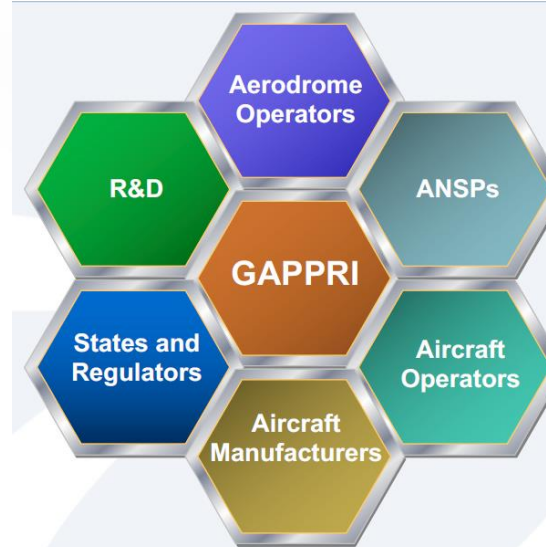 Aerodrome
Operators
R&D
ANSPs
GAPPRI
States and
Regulators
Aircraft
Operators
Aircraft
Manufacturers